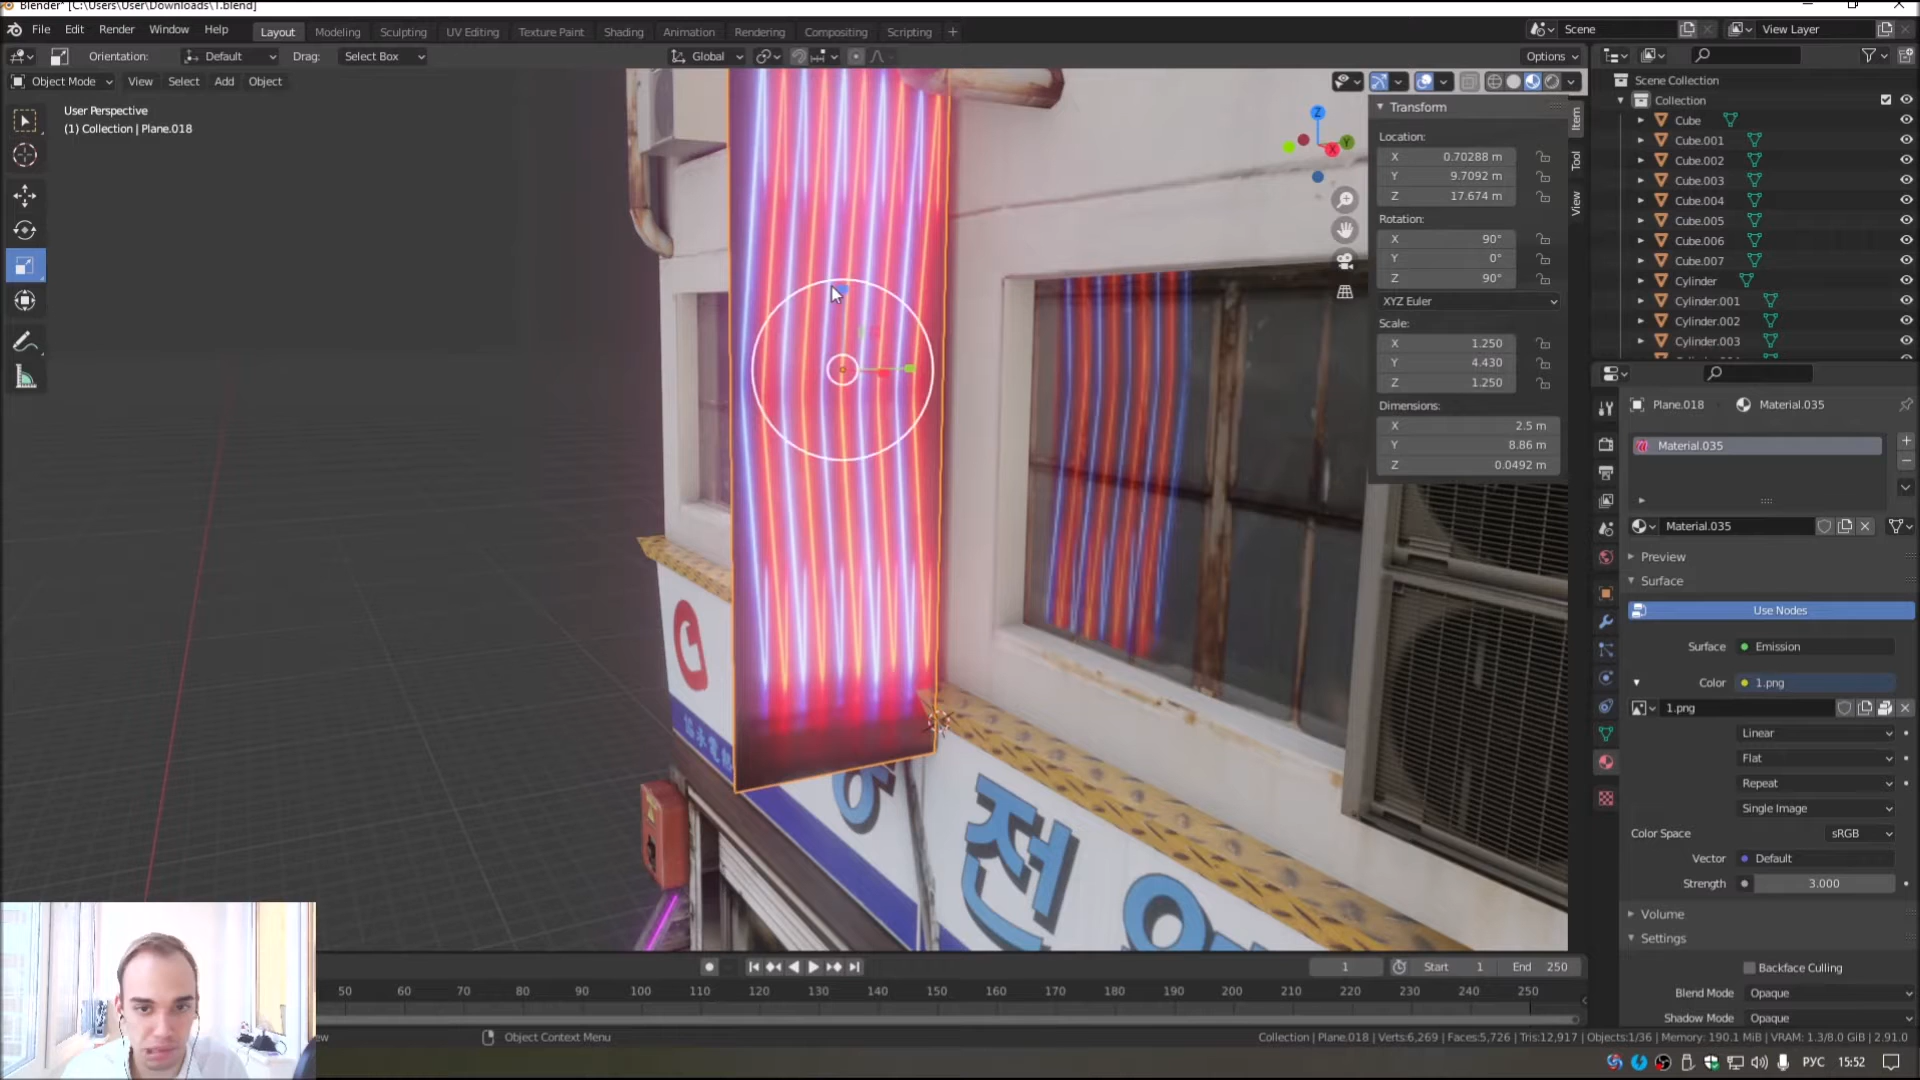 Blender* [C:\Users\User\Downloads\1.blend]
File Edit Render Window Help Layout Modeling Sculpting UV Editing Texture Paint Shading Animation Rendering Compositing Scripting Scene View Layer
Orientation: Default Drag: Select Box Global Options
Object Mode View Select Add Object
User Perspective
(1) Collection | Plane.018
Transform
Location:
X 0.70288 m
Y 9.7092 m
Z 17.674 m
Rotation:
X 90°
Y 0°
Z 90°
XYZ Euler
Scale:
X 1.250
Y 4.430
Z 1.250
Dimensions:
X 2.5 m
Y 8.86 m
Z 0.0492 m
Item
Tool
View
Z
Y
X
전
Scene Collection
Collection
Cube
Cube.001
Cube.002
Cube.003
Cube.004
Cube.005
Cube.006
Cube.007
Cylinder
Cylinder.001
Cylinder.002
Cylinder.003
Plane.018 Material.035
Material.035
Material.035
Preview
Surface
Use Nodes
Surface Emission
Color 1.png
1.png
Linear
Flat
Repeat
Single Image
Color Space sRGB
Vector Default
Strength 3.000
Volume
Settings
Backface Culling
Blend Mode Opaque
Shadow Mode Opaque
1 Start 1 End 250
50 60 70 80 90 100 110 120 130 140 150 160 170 180 190 200 210 220 230 240 250
Object Context Menu
Collection | Plane.018 | Verts:6,269 | Faces:5,726 | Tris:12,917 | Objects:1/36 | Memory: 190.1 MiB | VRAM: 1.3/8.0 GiB | 2.91.0
РУС 15:52